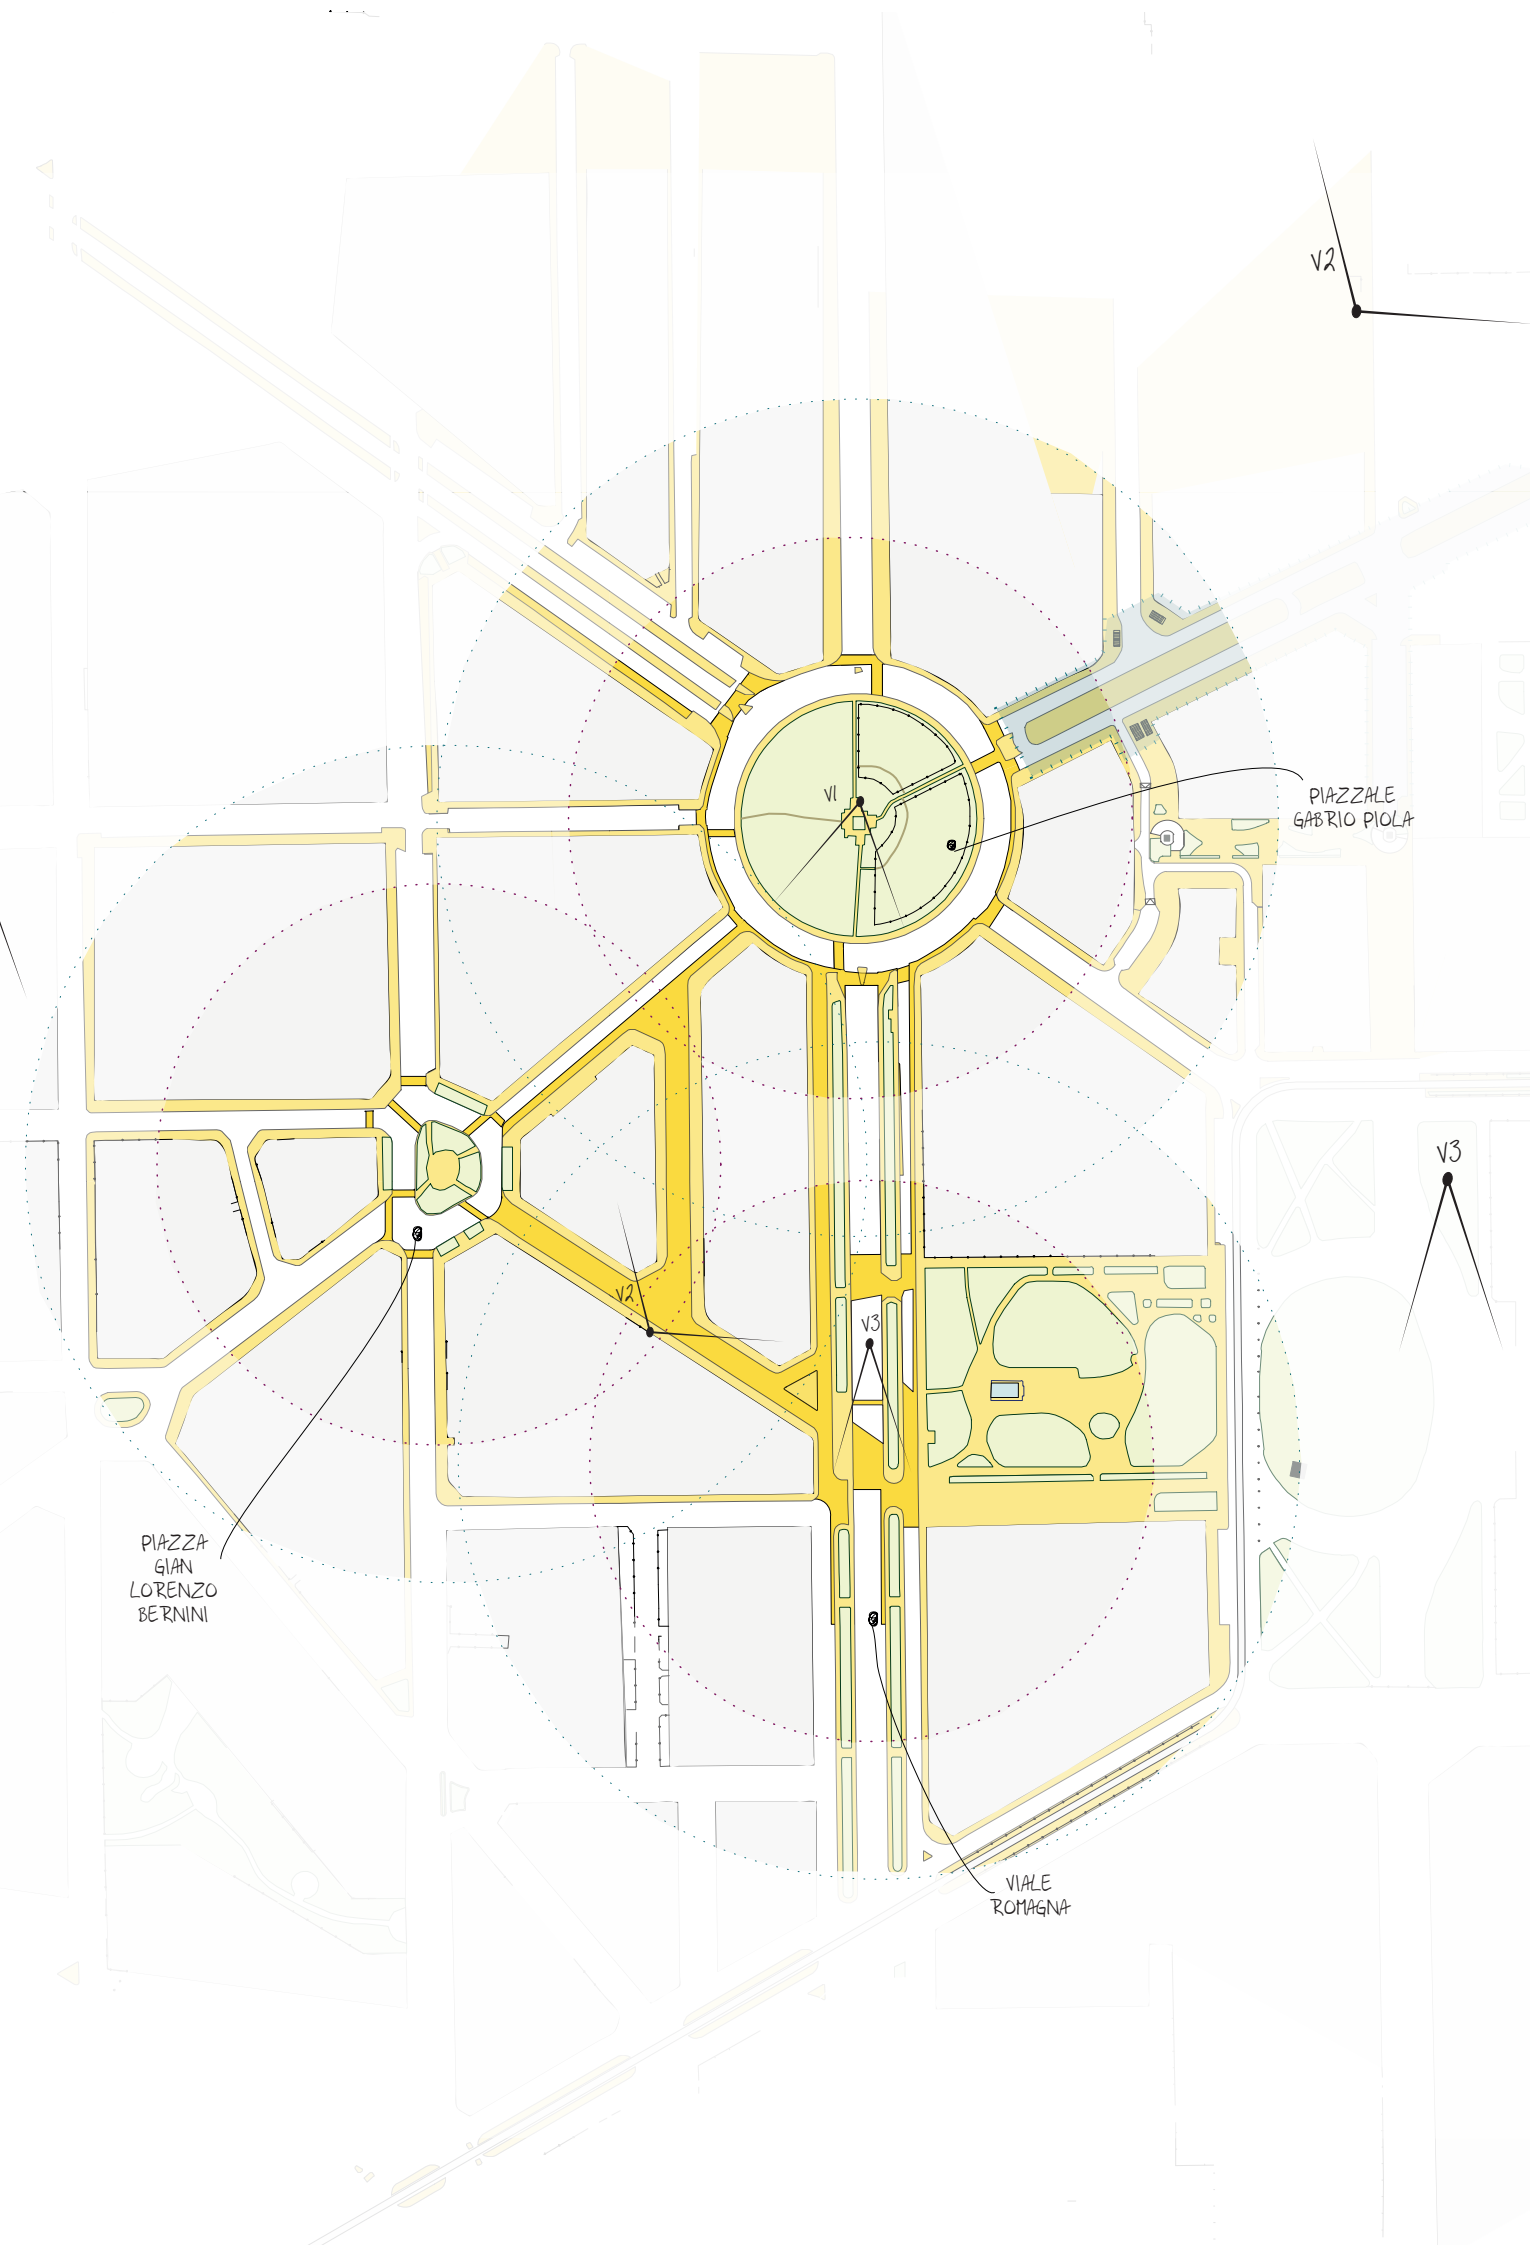 V2
V1
PIAZZALE
GABRIO PIOLA
V3
V2
V3
PIAZZA
GIAN
LORENZO
BERNINI
VIALE
ROMAGNA